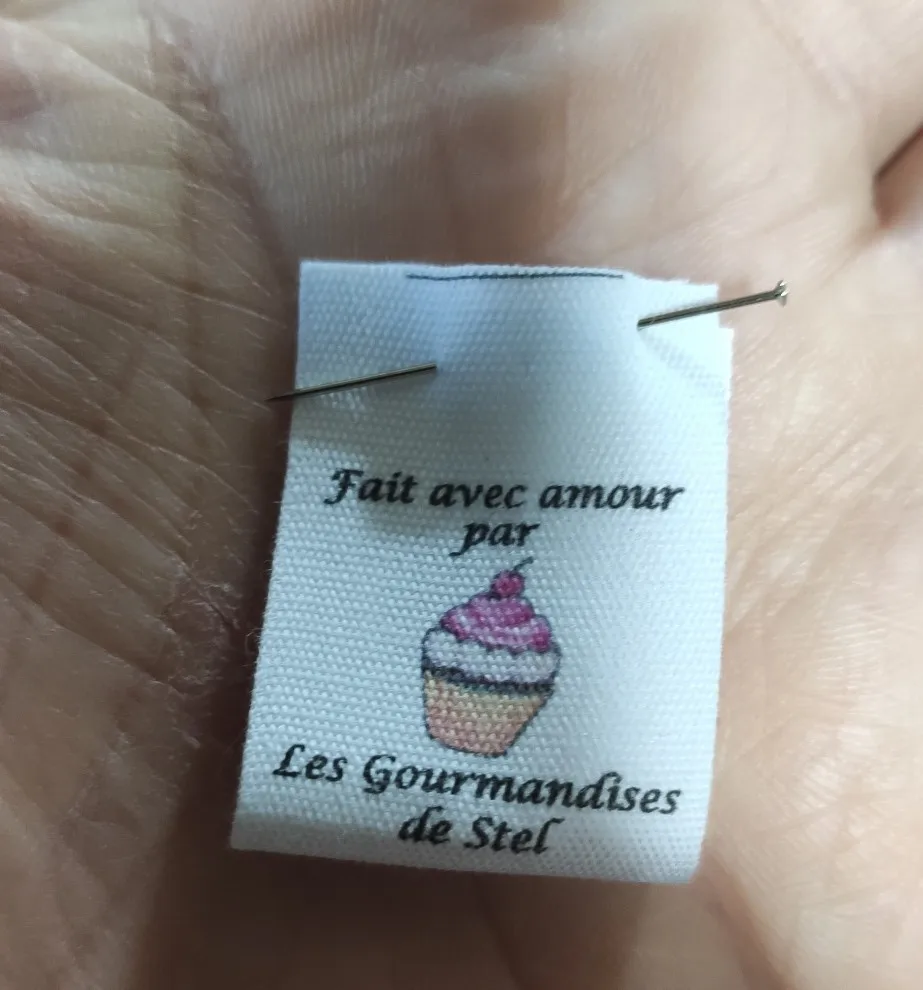 Fait avec amour
par
Les Gourmandises
de Stel